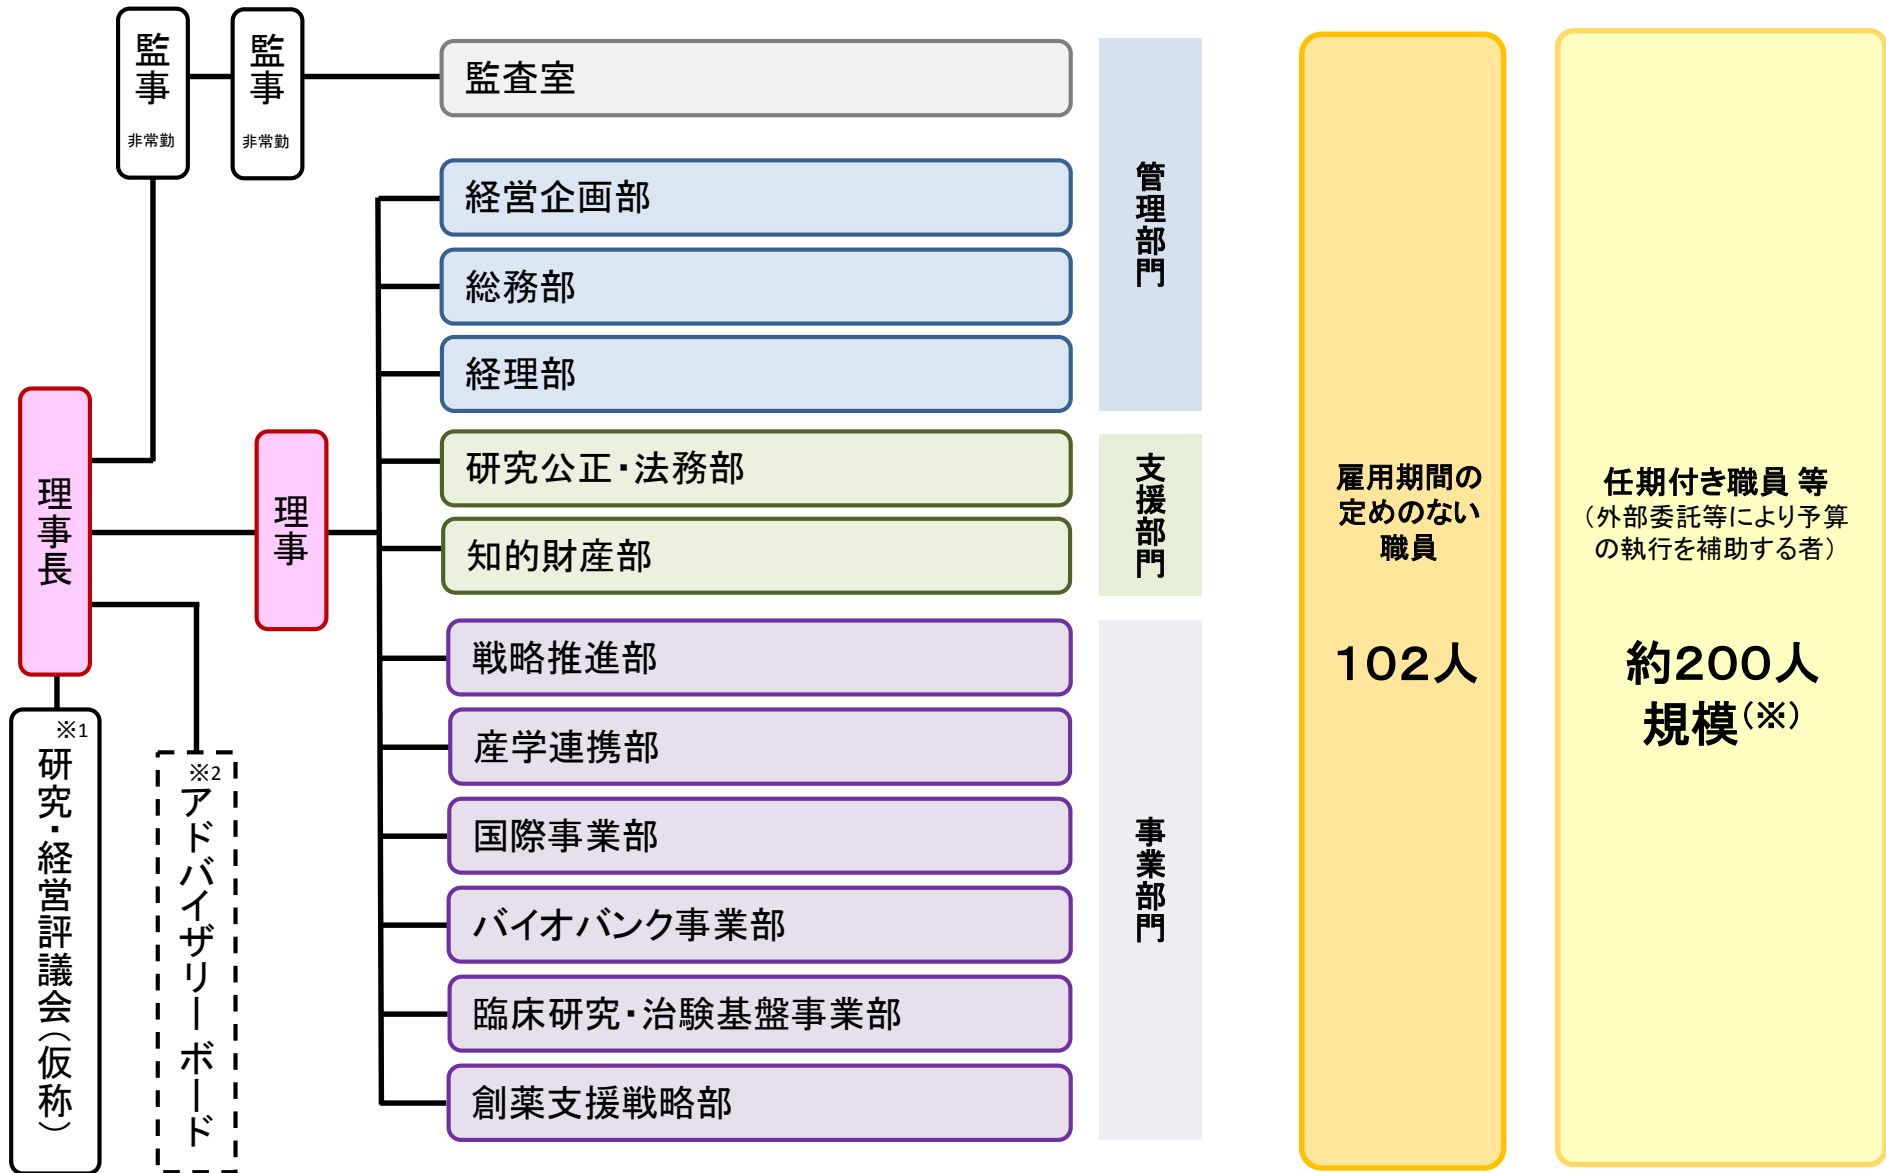 監事
非常勤
監事
非常勤
監査室
経営企画部
総務部
経理部
管理部門
研究公正・法務部
知的財産部
支援部門
理事長
理事
戦略推進部
産学連携部
国際事業部
バイオバンク事業部
臨床研究・治験基盤事業部
創薬支援戦略部
事業部門
※1
研究・経営評議会（仮称）
※2
アドバイザリーボード
雇用期間の
定めのない
職員
102人
任期付き職員 等
（外部委託等により予算
の執行を補助する者）
約200人
規模（※）